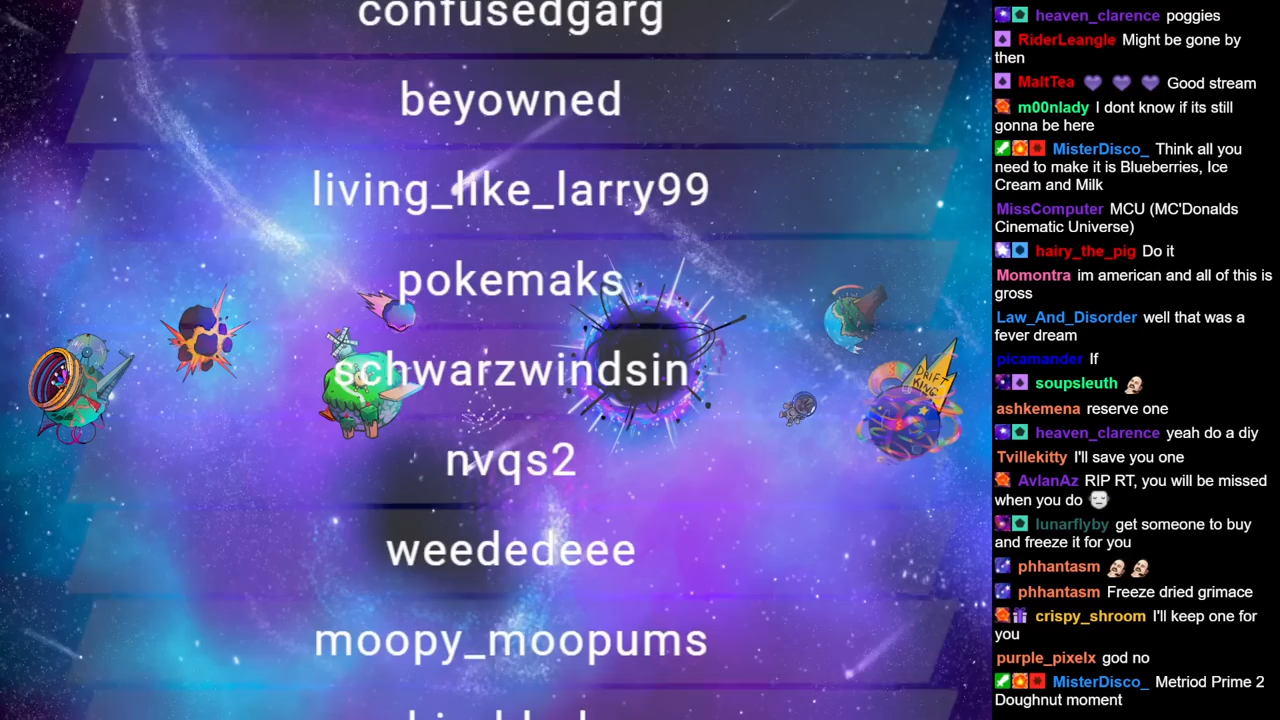 confusedgarg
beyowned
living_like_larry99
pokemaks
schwarzwindsin
nvqs2
weededeee
moopy_moopums
DRIFT
KING
heaven_clarence poggies
RiderLeangle Might be gone by
then
MaltTea 💜 💜 💜 Good stream
m00nlady I dont know if its still
gonna be here
MisterDisco_ Think all you
need to make it is Blueberries, Ice
Cream and Milk
MissComputer MCU (MC'Donalds
Cinematic Universe)
hairy_the_pig Do it
Momontra im american and all of this is
gross
Law_And_Disorder well that was a
fever dream
picamander If
soupsleuth
ashkemena reserve one
heaven_clarence yeah do a diy
Tvillekitty I'll save you one
AvlanAz RIP RT, you will be missed
when you do
lunarflyby get someone to buy
and freeze it for you
phhantasm
phhantasm Freeze dried grimace
crispy_shroom I'll keep one for
you
purple_pixelx god no
MisterDisco_ Metriod Prime 2
Doughnut moment